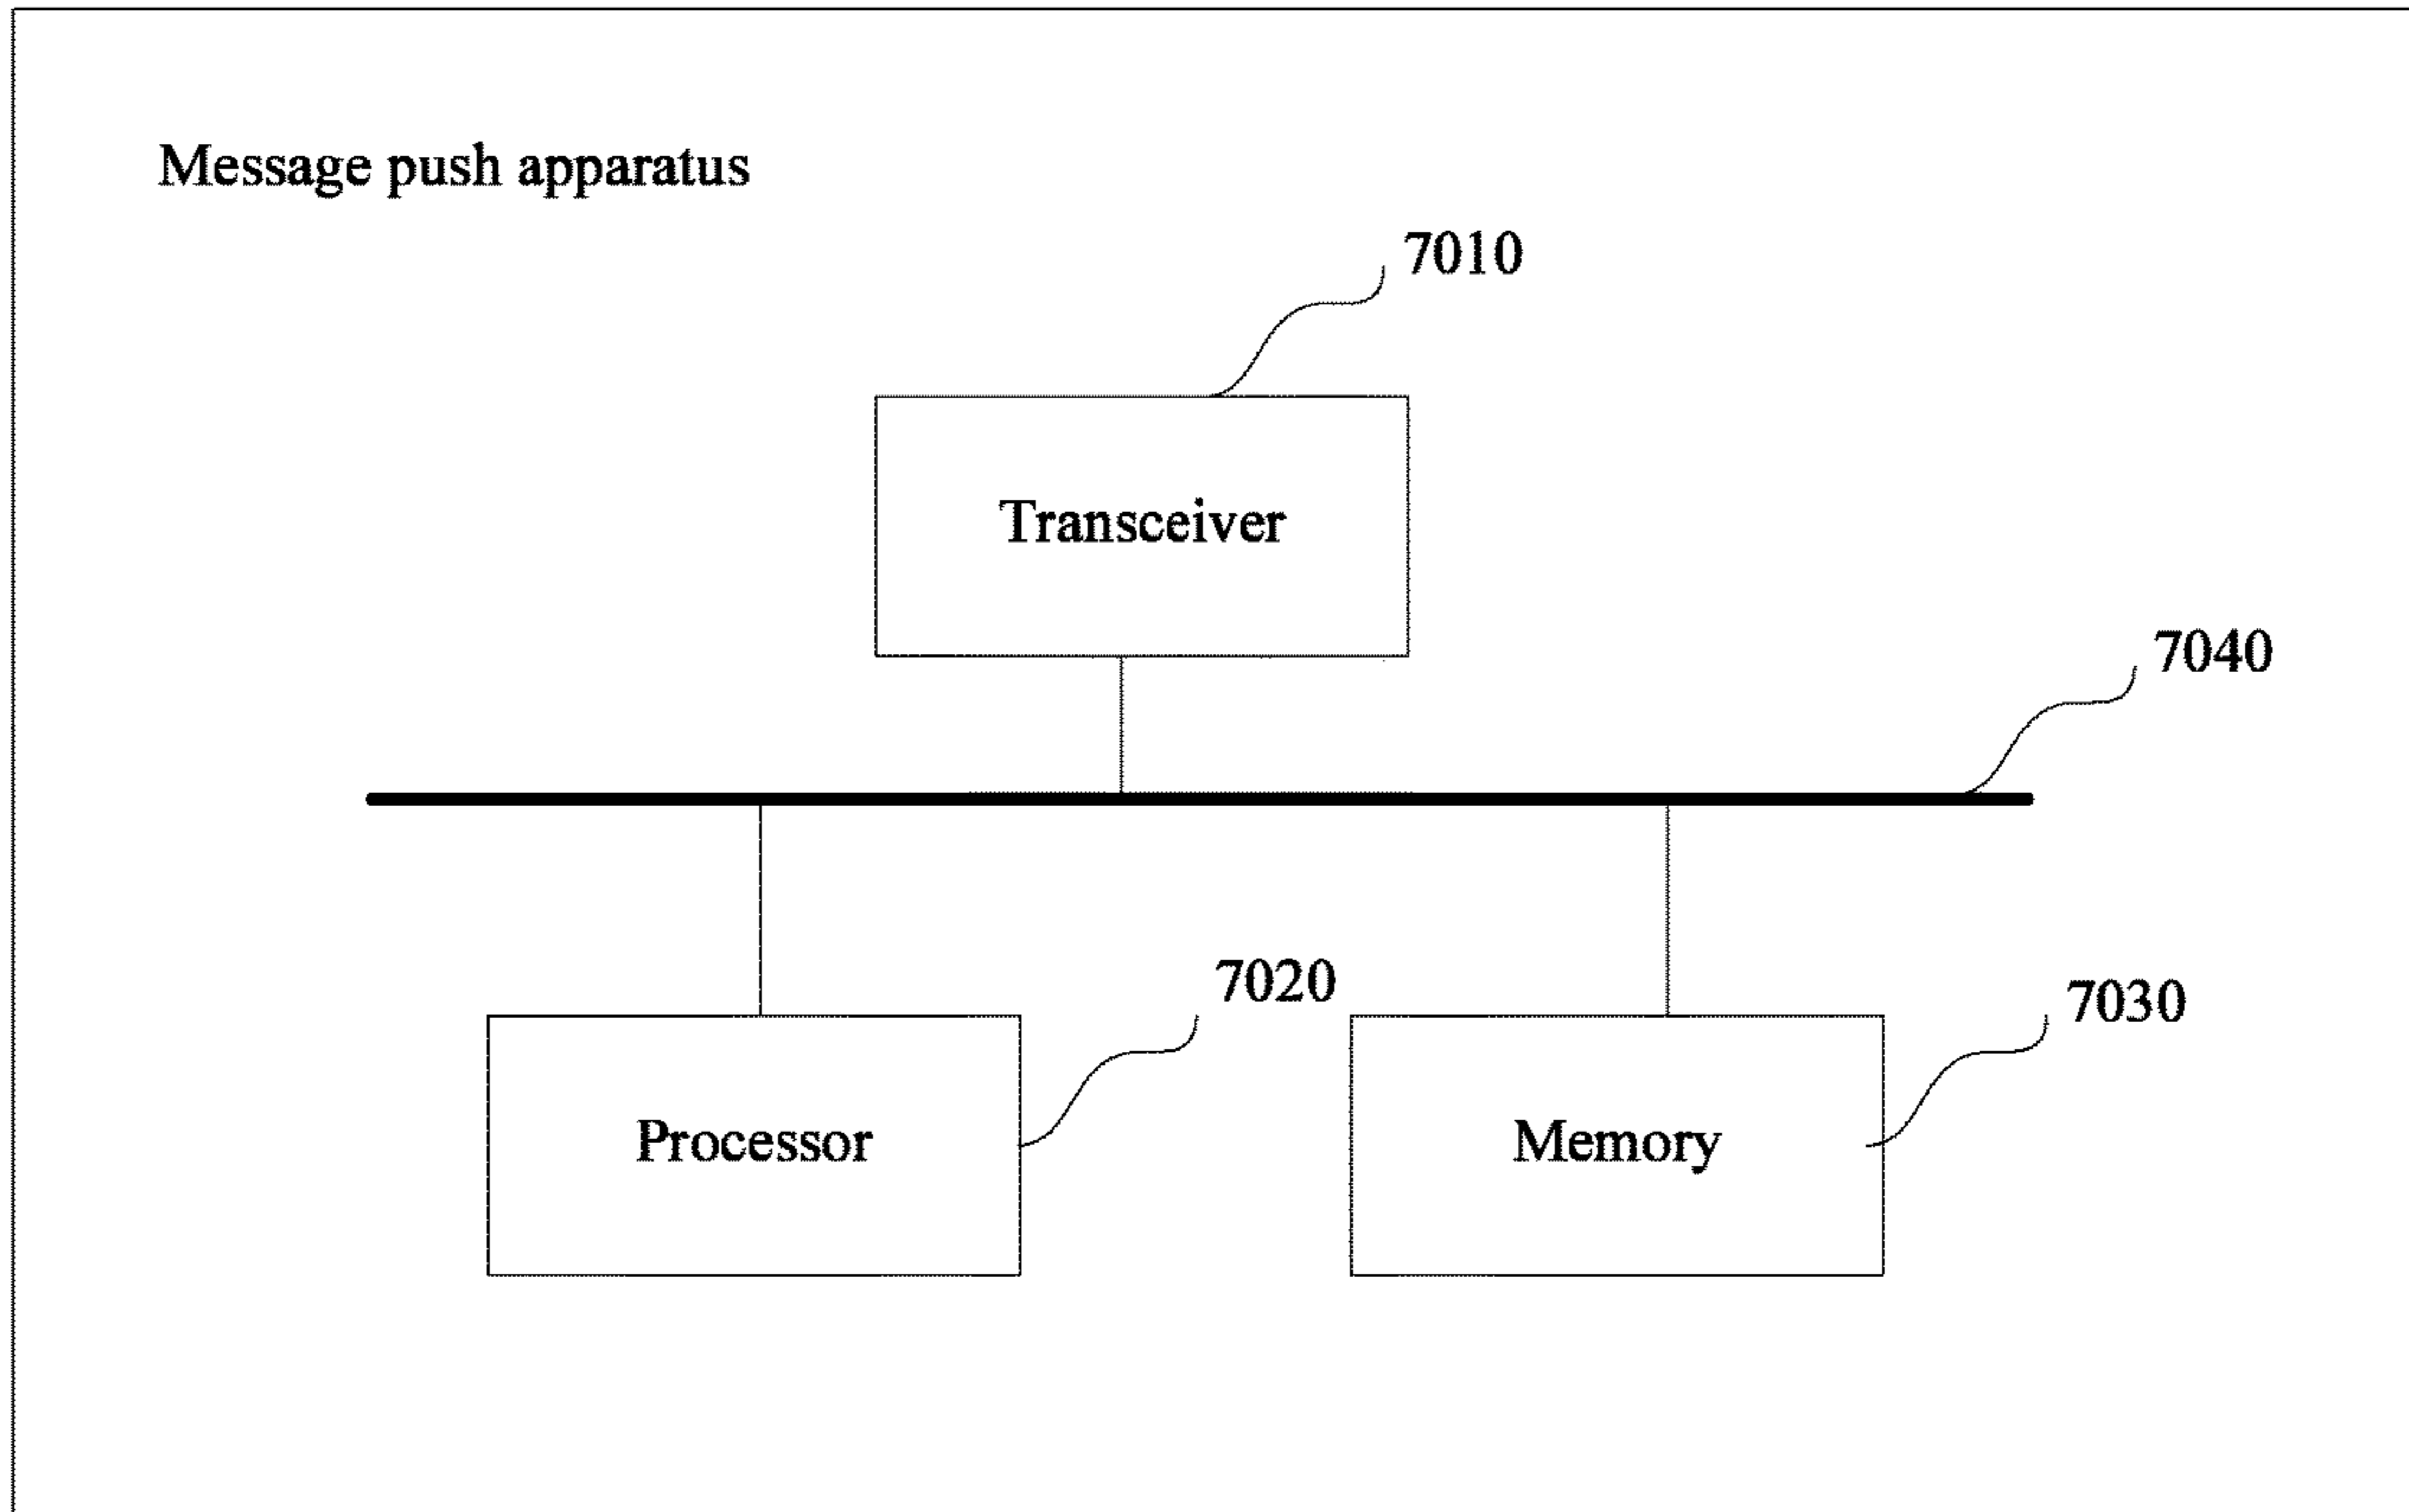 Message push apparatus
7010
Transceiver
7040
7020
7030
Processor
Memory